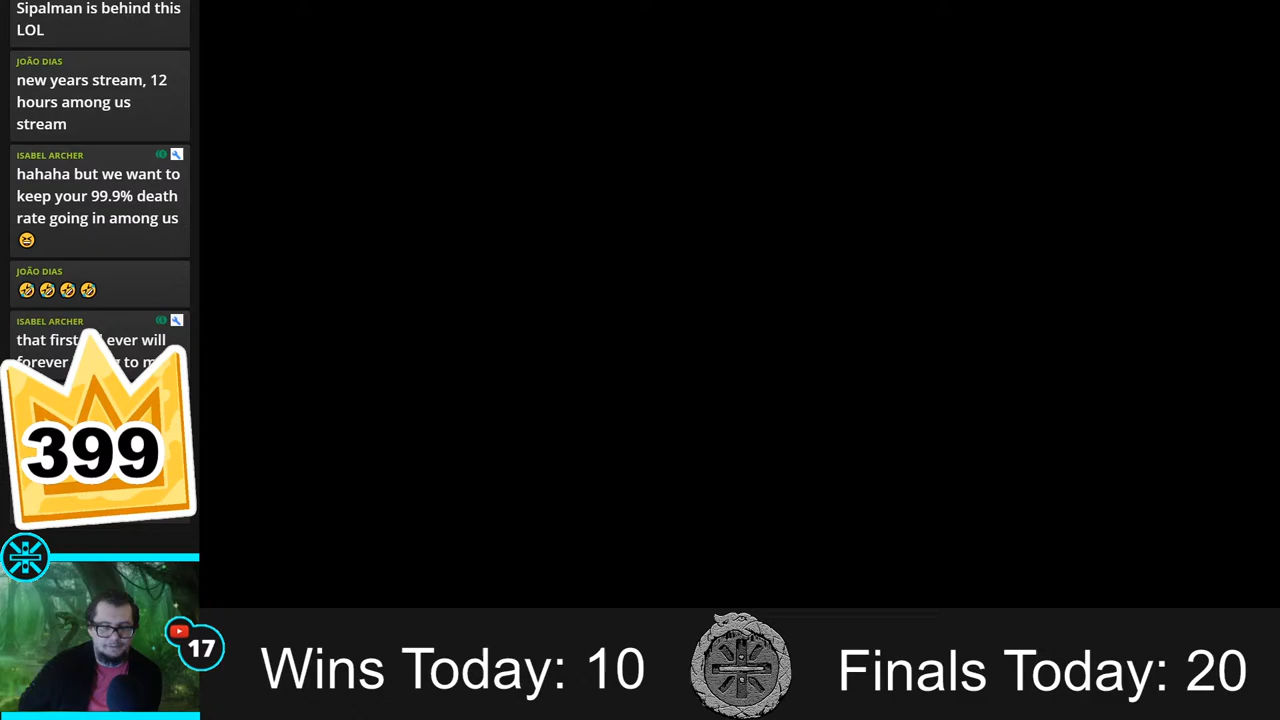 Sipalman is behind this
LOL
JOÃO DIAS
new years stream, 12
hours among us
stream
ISABEL ARCHER
hahaha but we want to
keep your 99.9% death
rate going in among us
JOÃO DIAS
ISABEL ARCHER
that first ever will
forever to
399
17
Wins Today: 10
Finals Today: 20